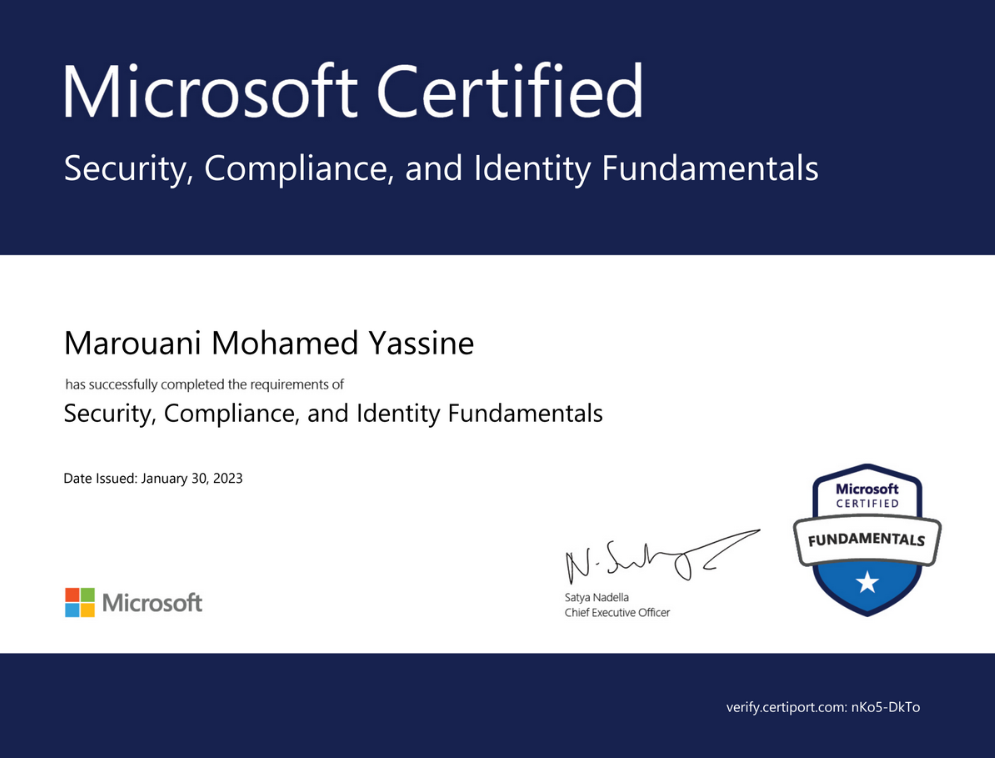 Microsoft Certified
Security, Compliance, and Identity Fundamentals
Marouani Mohamed Yassine
has successfully completed the requirements of
Security, Compliance, and Identity Fundamentals
Date Issued: January 30, 2023
Microsoft
CERTIFIED
FUNDAMENTALS
N. Satya
Satya Nadella
Chief Executive Officer
Microsoft
verify.certiport.com: nKo5-DkTo